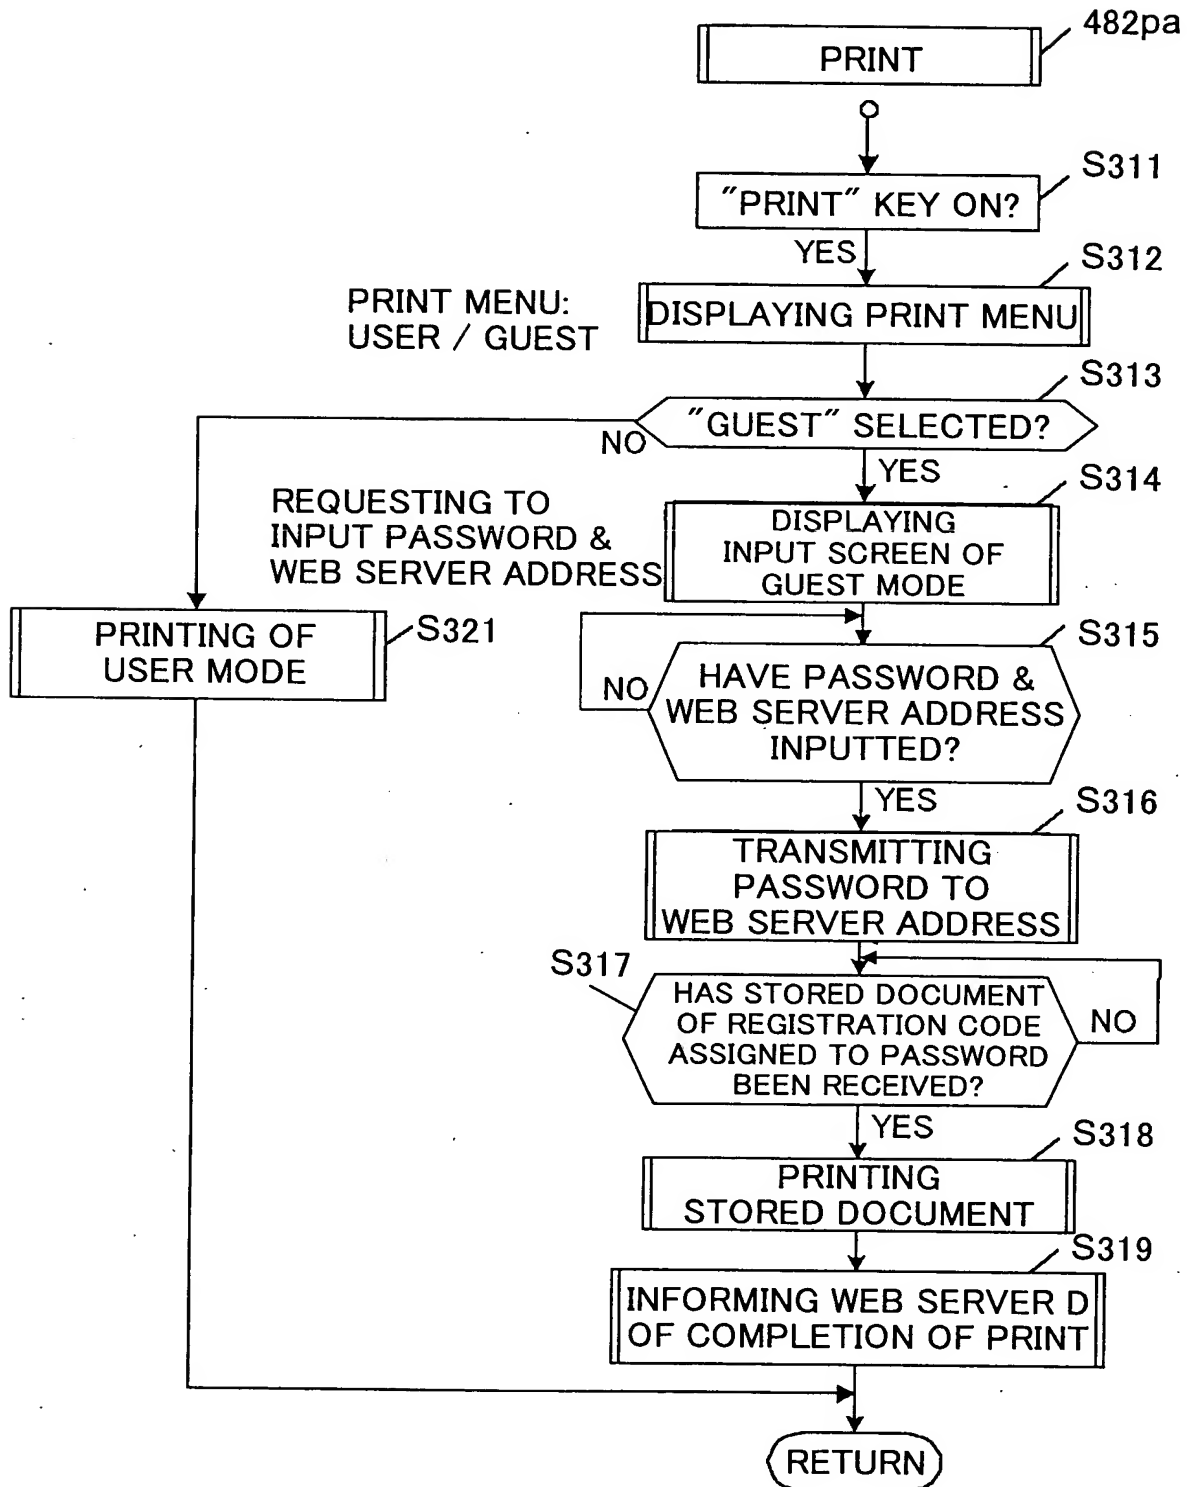 482pa
PRINT
S311
"PRINT" KEY ON?
YES
S312
PRINT MENU:
USER / GUEST
DISPLAYING PRINT MENU
S313
"GUEST" SELECTED?
NO
YES
S314
REQUESTING TO
INPUT PASSWORD &
WEB SERVER ADDRESS
DISPLAYING
INPUT SCREEN OF
GUEST MODE
PRINTING OF
USER MODE
S321
S315
NO
HAVE PASSWORD &
WEB SERVER ADDRESS
INPUTTED?
YES
S316
TRANSMITTING
PASSWORD TO
WEB SERVER ADDRESS
S317
HAS STORED DOCUMENT
OF REGISTRATION CODE
ASSIGNED TO PASSWORD
BEEN RECEIVED?
NO
YES
S318
PRINTING
STORED DOCUMENT
S319
INFORMING WEB SERVER D
OF COMPLETION OF PRINT
RETURN